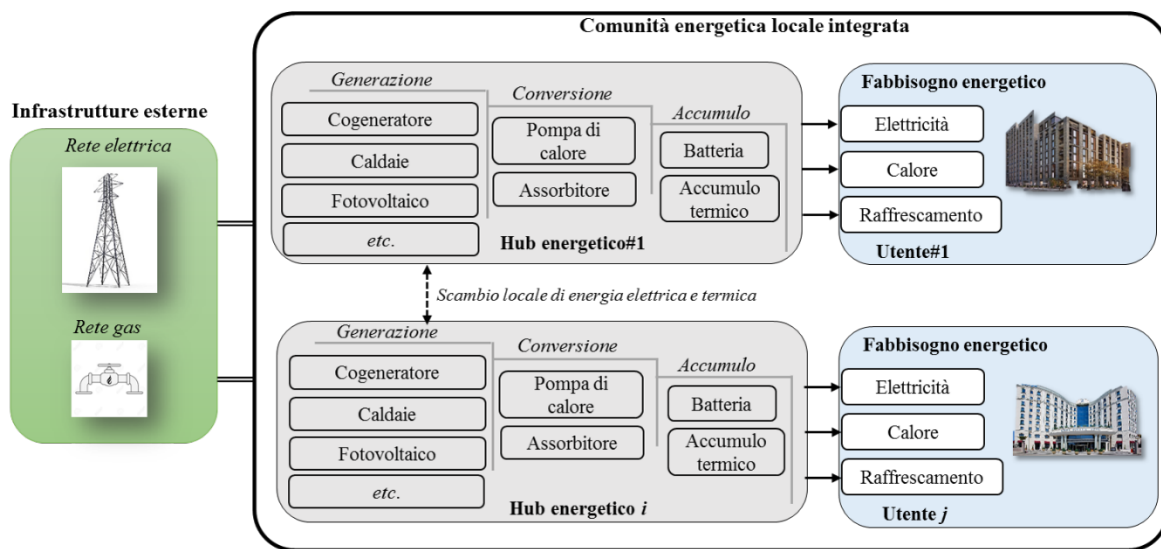 Comunità energetica locale integrata
Infrastrutture esterne
Rete elettrica
Rete gas
Generazione
Cogeneratore
Caldaie
Fotovoltaico
etc.
Conversione
Pompa di
calore
Assorbitore
Accumulo
Batteria
Accumulo
termico
Hub energetico#1
Fabbisogno energetico
Elettricità
Calore
Raffrescamento
Utente#1
Scambio locale di energia elettrica e termica
Generazione
Cogeneratore
Caldaie
Fotovoltaico
etc.
Conversione
Pompa di
calore
Assorbitore
Accumulo
Batteria
Accumulo
termico
Hub energetico i
Fabbisogno energetico
Elettricità
Calore
Raffrescamento
Utente j